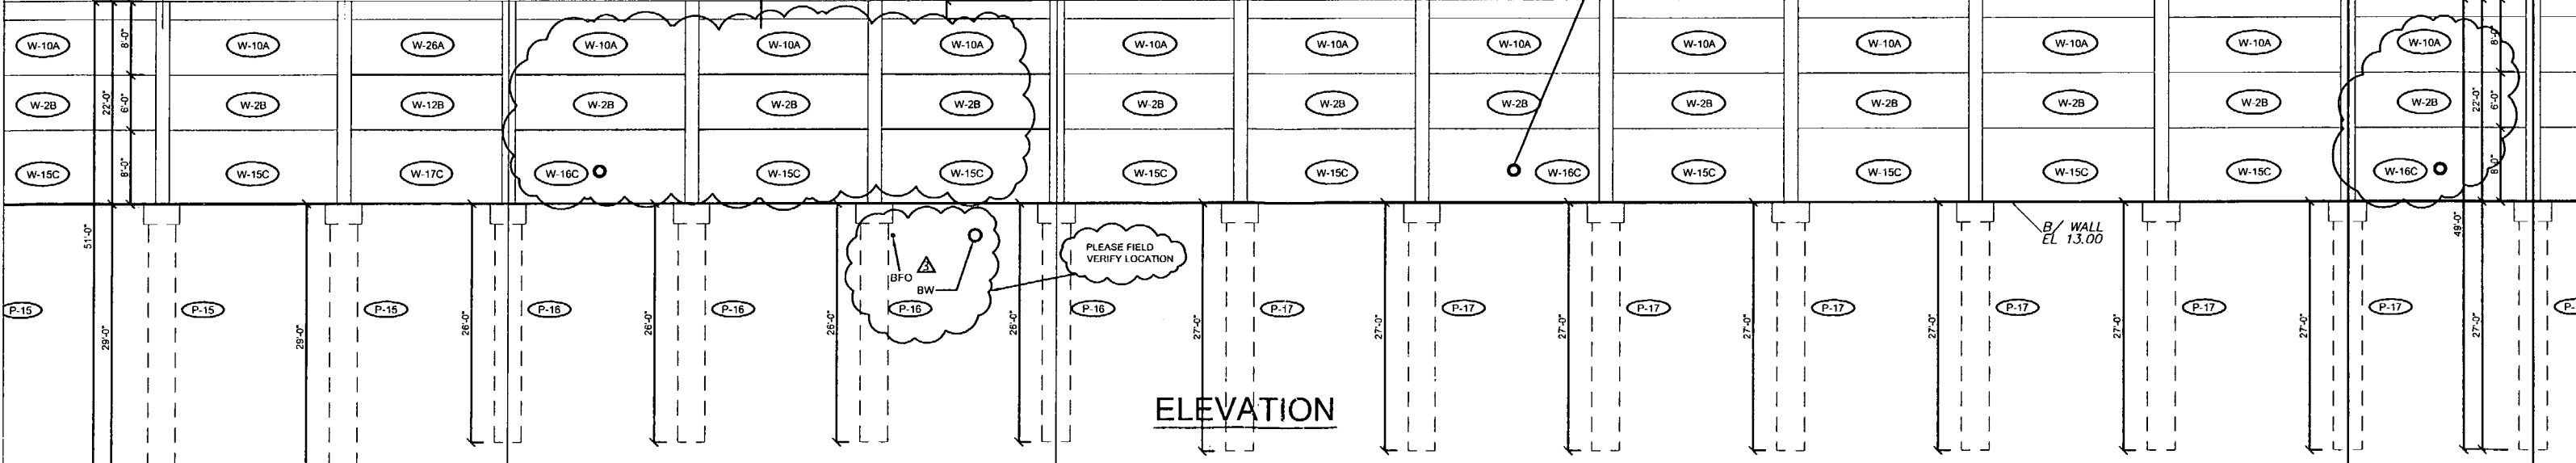 W-10A W-10A W-26A W-10A W-10A W-10A W-10A W-10A W-10A W-10A W-10A W-10A W-10A W-10A
8'-0" 8'-0"
W-2B W-2B W-12B W-2B W-2B W-2B W-2B W-2B W-2B W-2B W-2B W-2B W-2B W-2B
22'-0" 6'-0" 22'-0" 6'-0"
W-15C W-15C W-17C W-16C W-15C W-15C W-15C W-15C W-16C W-15C W-15C W-15C W-15C W-16C
8'-0" 8'-0"
51'-0" 49'-0"
B/ WALL
EL 13.00
PLEASE FIELD
VERIFY LOCATION
BFO 3
BW
P-15 P-15 P-15 P-16 P-16 P-16 P-16 P-17 P-17 P-17 P-17 P-17 P-17 P-17 P-
29'-0" 29'-0" 26'-0" 26'-0" 26'-0" 26'-0" 27'-0" 27'-0" 27'-0" 27'-0" 27'-0" 27'-0" 27'-0" 27'-0"
ELEVATION